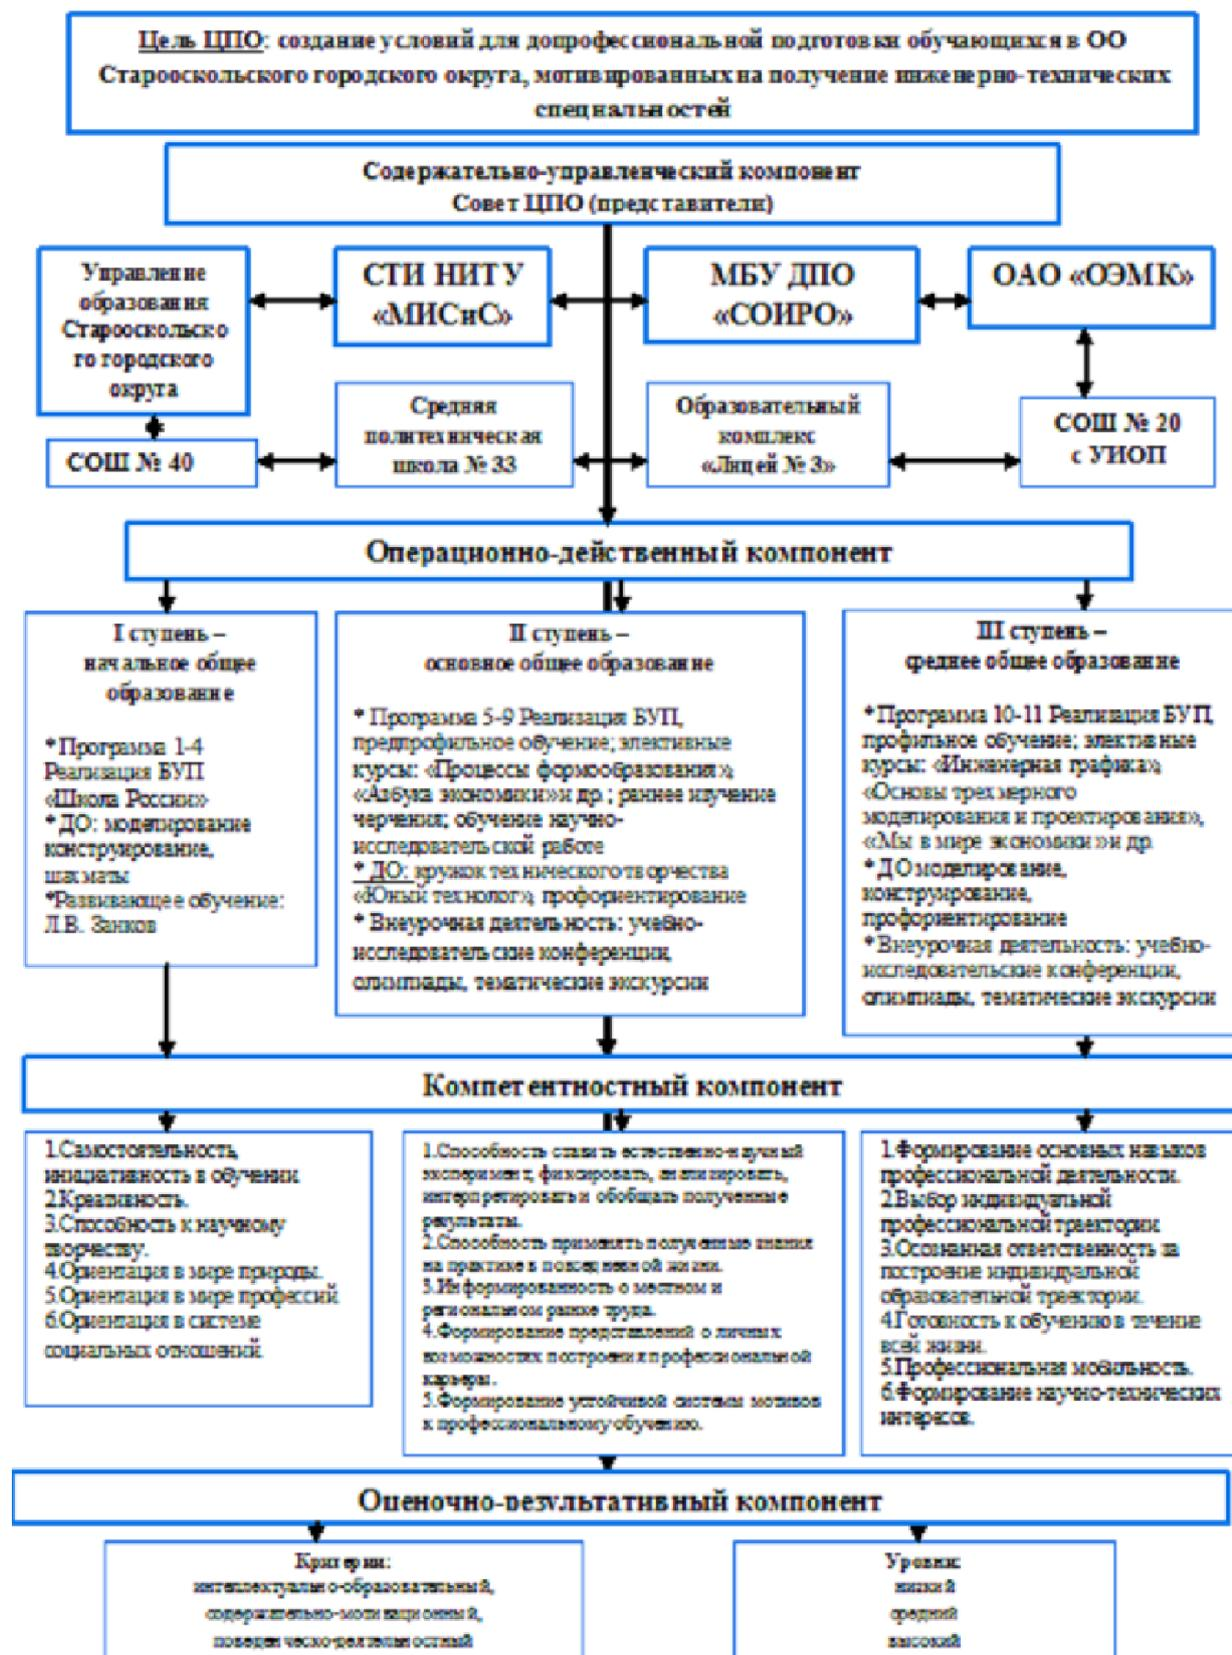 Цель ЦПО: создание условий для допрофессиональной подготовки обучающихся в ОО
Старооскольского городского округа, мотивированных на получение инженерно-технических
специальностей
Содержательно-управленческий компонент
Совет ЦПО (представители)
Управление
образования
Старооскольско
го городского
округа
СТИ НИТУ
«МИСиС»
МБУ ДПО
«СОИРО»
ОАО «ОЭМК»
СОШ № 40
Средняя
политехническая
школа № 33
Образовательный
комплекс
«Лицей № 3»
СОШ № 20
с УИОП
Операционно-действенный компонент
I ступень –
начальное общее
образование
* Программа 1-4
Реализация БУП
«Школа России»
* ДО: моделирование
конструирование,
шахматы
*Развивающее обучение:
Л.В. Занков
II ступень –
основное общее образование
* Программа 5-9 Реализация БУП,
предпрофильное обучение; элективные
курсы: «Процессы формообразования»,
«Азбука экономики» и др.; раннее изучение
черчения; обучение научно-
исследовательской работе
* ДО: кружок технического творчества
«Юный технолог»; профориентирование
* Внеурочная деятельность: учебно-
исследовательские конференции,
олимпиады, тематические экскурсии
III ступень –
среднее общее образование
*Программа 10-11 Реализация БУП,
профильное обучение; элективные
курсы: «Инженерная графика»,
«Основы трехмерного
моделирования и проектирования»,
«Мы в мире экономики» и др.
* ДО моделирование,
конструирование,
профориентирование
*Внеурочная деятельность: учебно-
исследовательские конференции,
олимпиады, тематические экскурсии
Компетентностный компонент
1.Самостоятельность,
инициативность в обучении.
2.Креативность.
3.Способность к научному
творчеству.
4.Ориентация в мире природы.
5.Ориентация в мире профессий.
6.Ориентация в системе
социальных отношений.
1.Способность ставить естественно-научный
эксперимент, фиксировать, анализировать,
интерпретировать и обобщать полученные
результаты.
2.Способность применять полученные знания
на практике в повседневной жизни.
3.Информированность о местном и
региональном рынке труда.
4.Формирование представлений о личных
возможностях построения профессиональной
карьеры.
5.Формирование устойчивой системы мотивов
к профессиональному обучению.
1.Формирование основных навыков
профессиональной деятельности.
2.Выбор индивидуальной
профессиональной траектории.
3.Осознанная ответственность за
построение индивидуальной
образовательной траектории.
4.Готовность к обучению в течение
всей жизни.
5.Профессиональная мобильность.
6.Формирование научно-технических
интересов.
Оценочно-результативный компонент
Критерии:
интеллектуально-образовательный,
содержательно-мотивационный,
поведенческо-деятельностный
Уровни:
низкий
средний
высокий